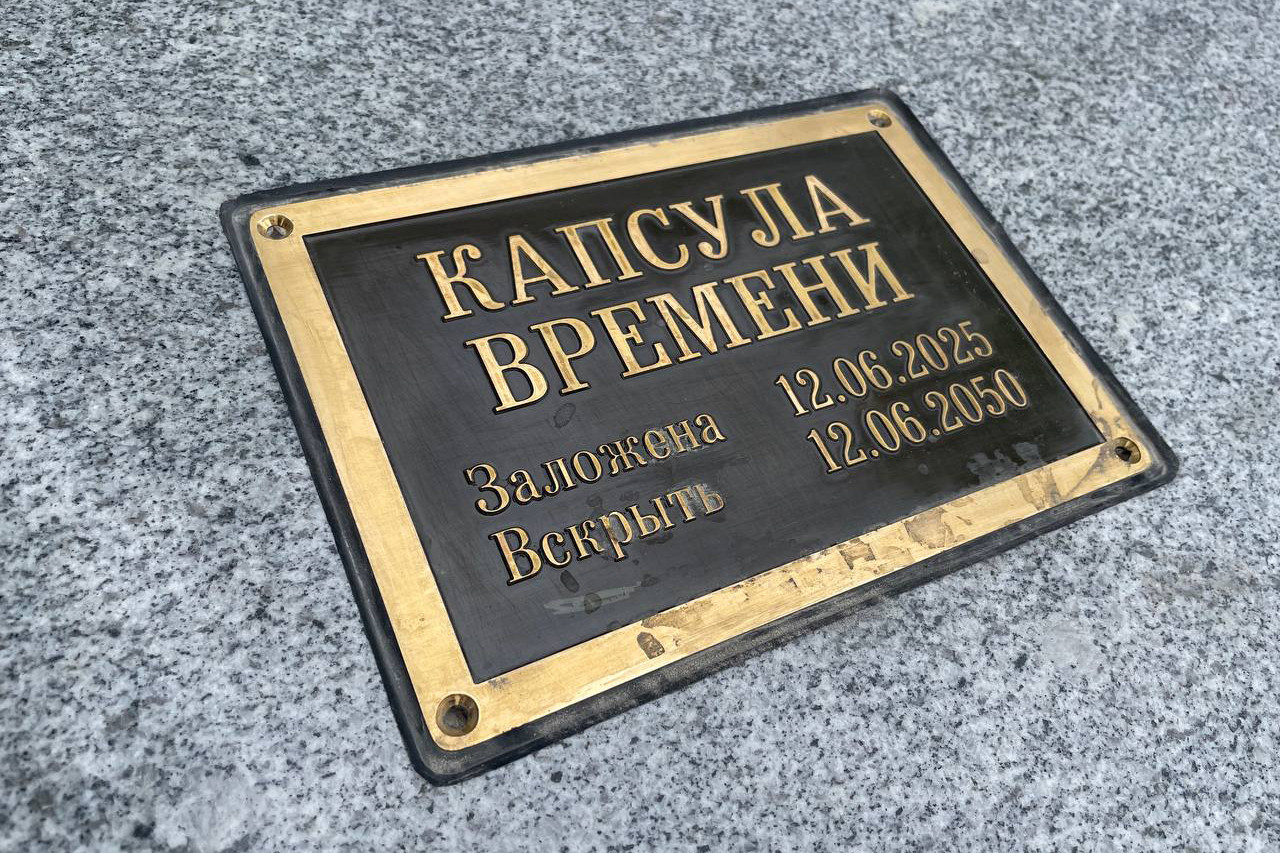 КАПСУЛА
ВРЕМЕНИ
Заложена 12.06.2025
Вскрыть 12.06.2050